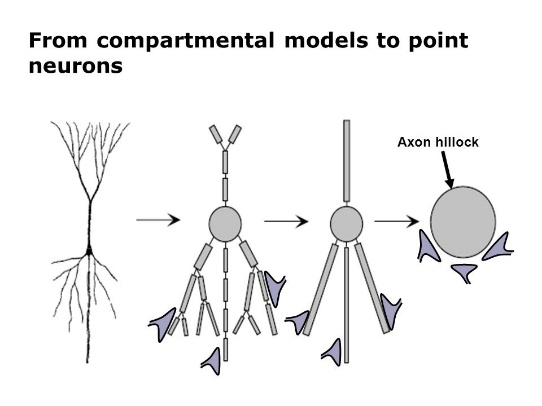 From compartmental models to point
neurons
Axon hillock